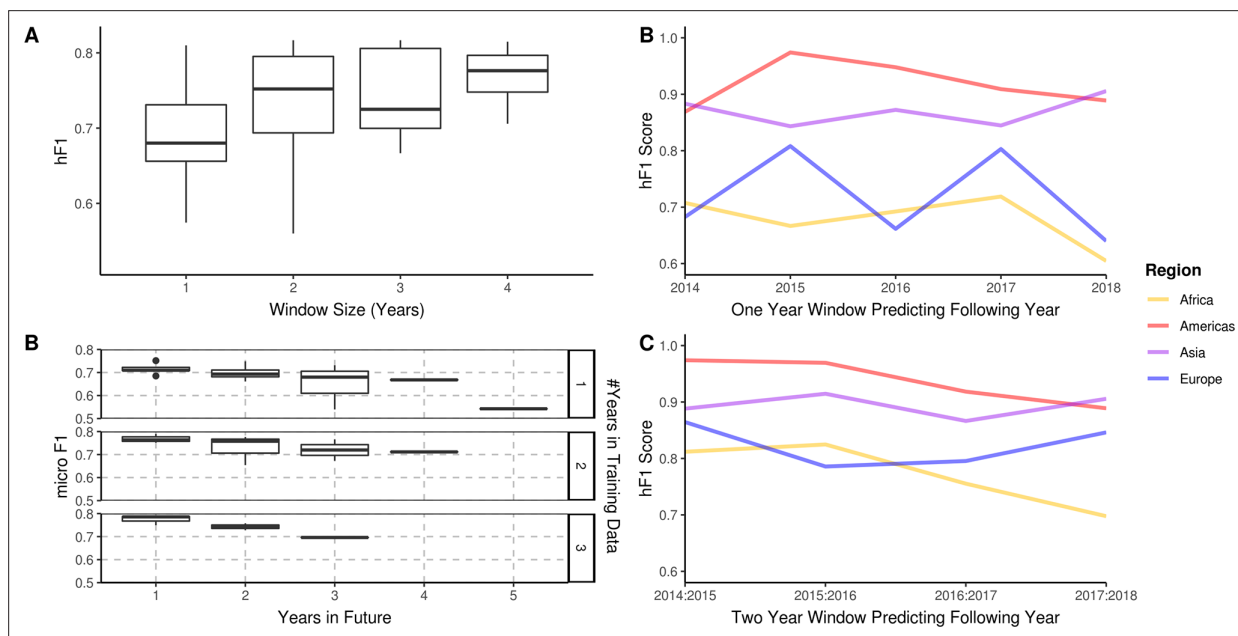 A
0.8
0.7
0.6
hF1
1 2 3 4
Window Size (Years)
B
1.0
0.9
0.8
0.7
0.6
hF1 Score
2014 2015 2016 2017 2018
One Year Window Predicting Following Year
Region
Africa
Americas
Asia
Europe
B
0.8
0.7
0.6
0.5
1
0.8
0.7
0.6
0.5
2
0.8
0.7
0.6
0.5
3
micro F1
#Years in Training Data
1 2 3 4 5
Years in Future
C
1.0
0.9
0.8
0.7
0.6
hF1 Score
2014:2015 2015:2016 2016:2017 2017:2018
Two Year Window Predicting Following Year